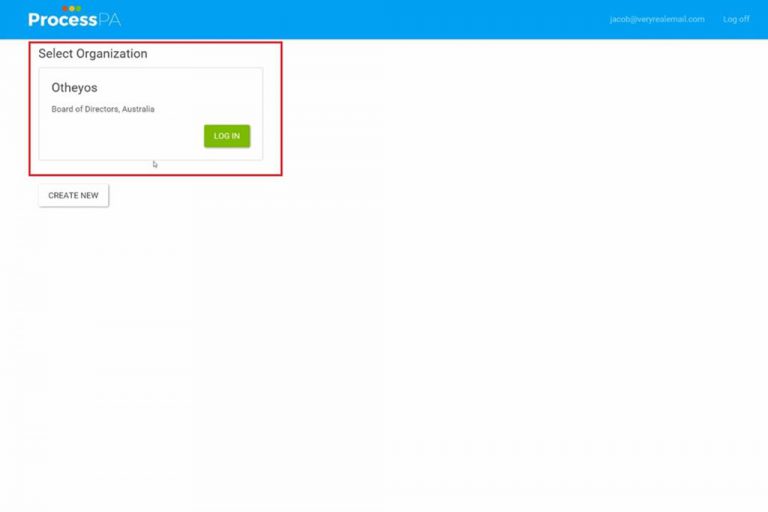 ProcessPA
jacob@veryrealemail.com
Log off
Select Organization
Otheyos
Board of Directors, Australia
LOG IN
CREATE NEW